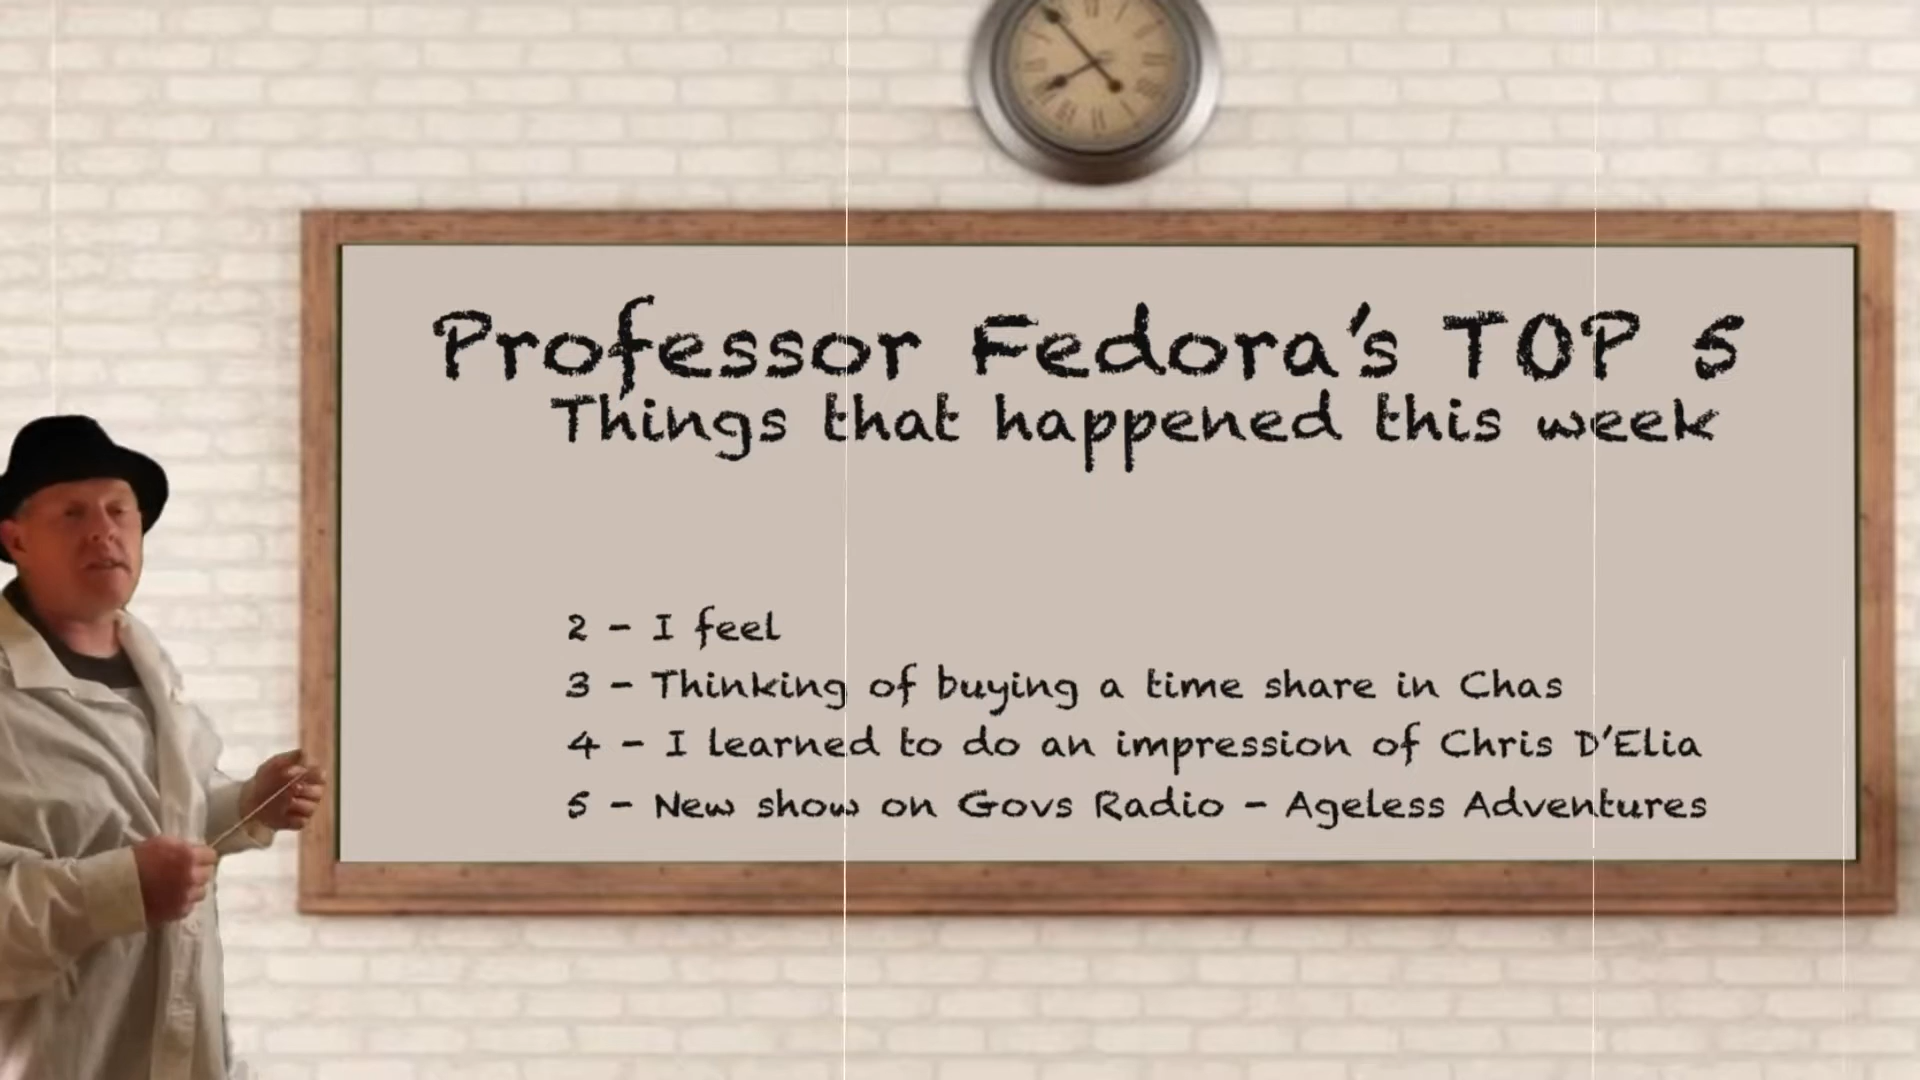 Professor Fedora's TOP 5
Things that happened this week
2 - I feel
3 - Thinking of buying a time share in Chas
4 - I learned to do an impression of Chris D'Elia
5 - New show on Govs Radio - Ageless Adventures